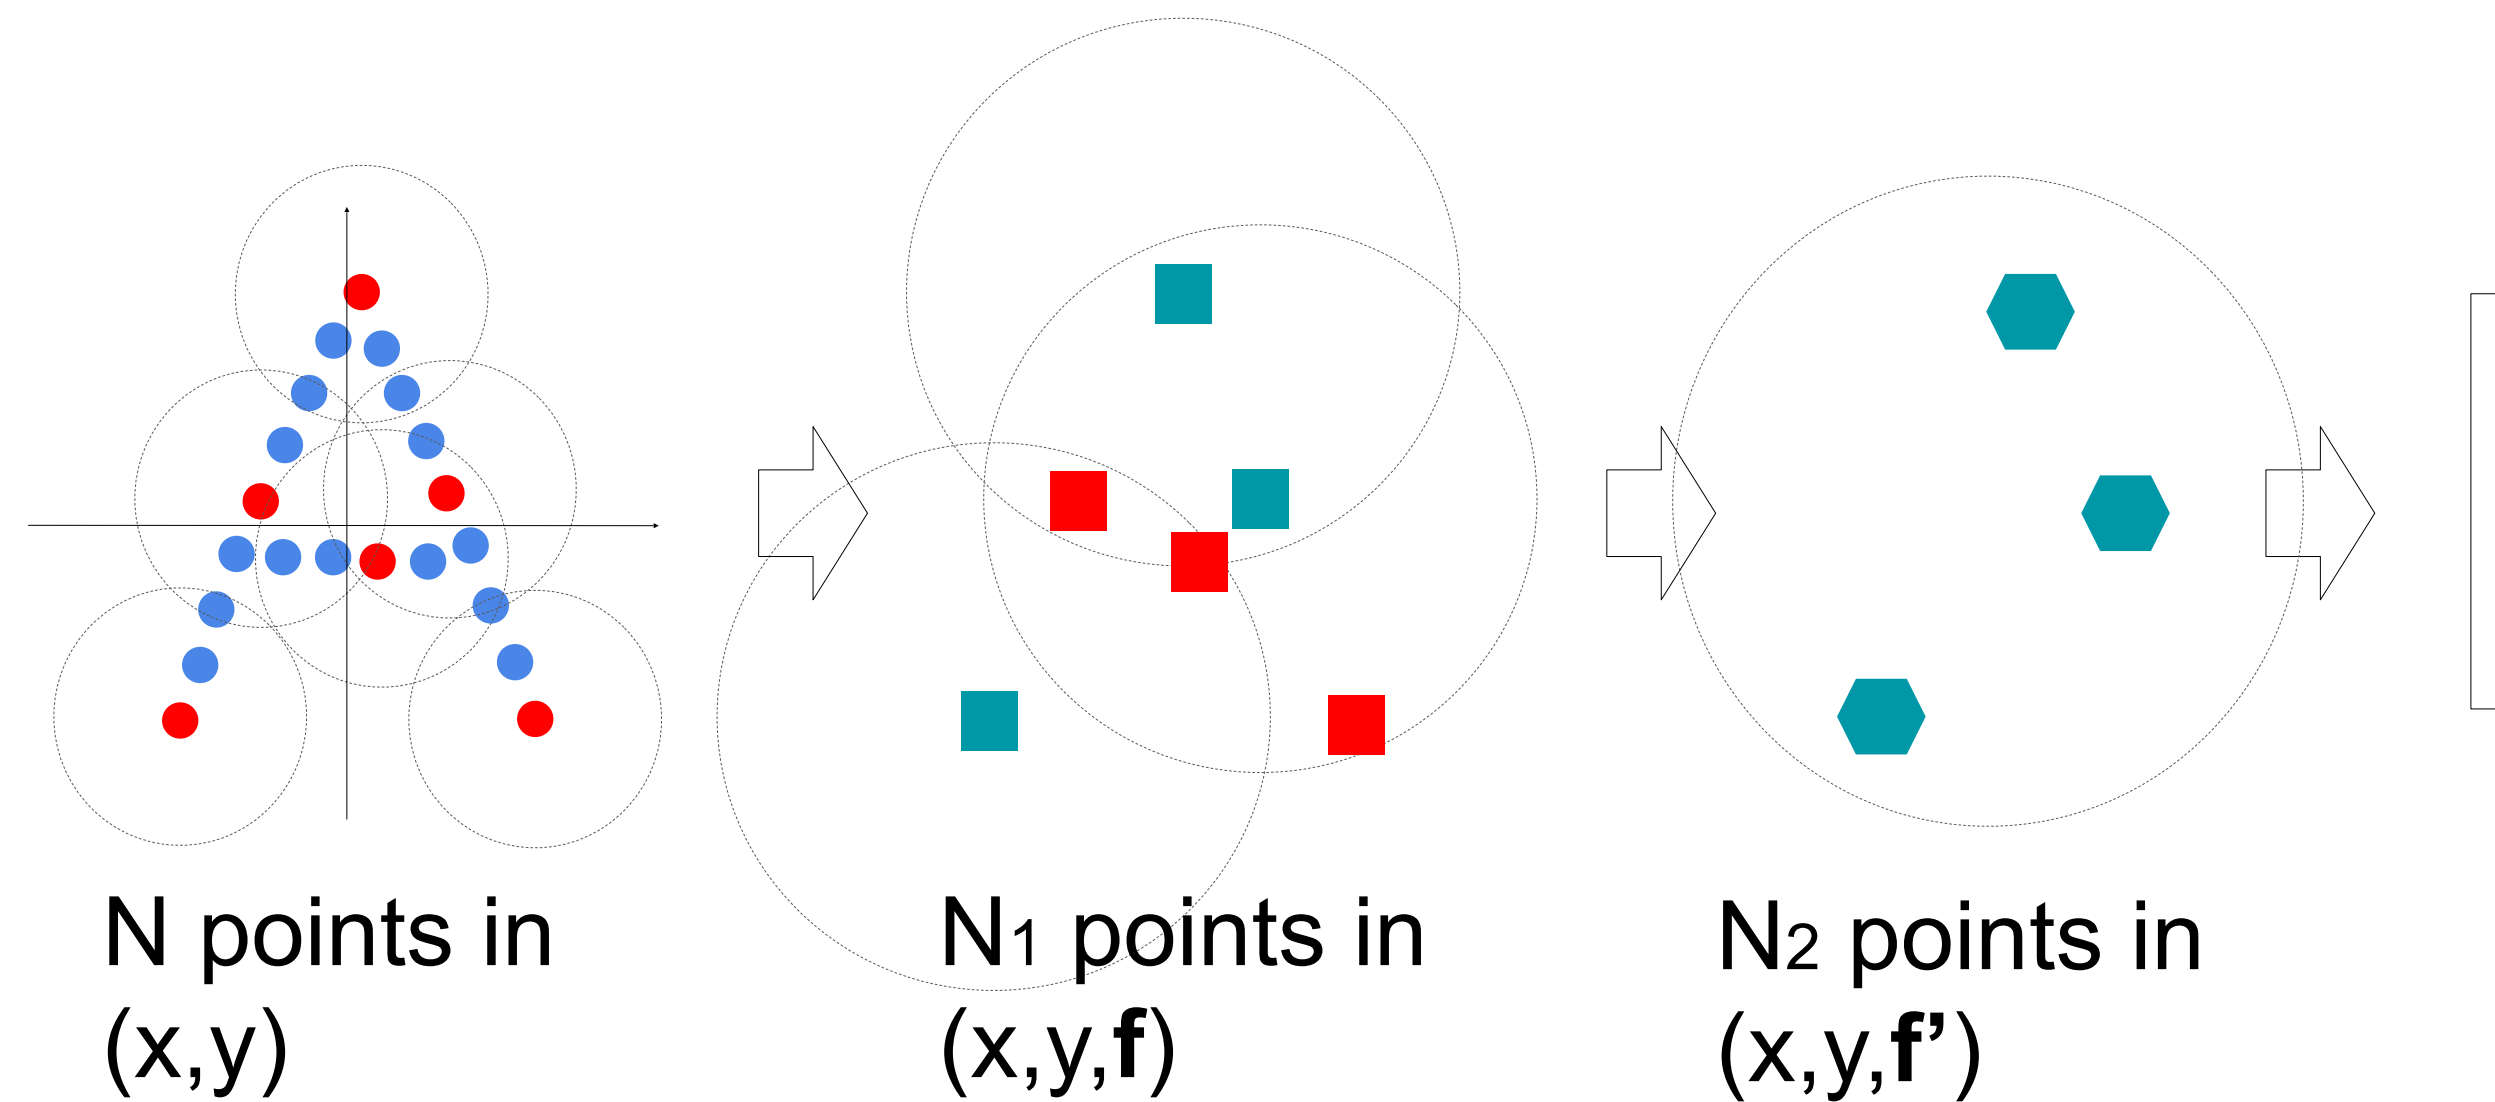 N points in
(x,y)
N1 points in
(x,y,f)
N2 points in
(x,y,f’)